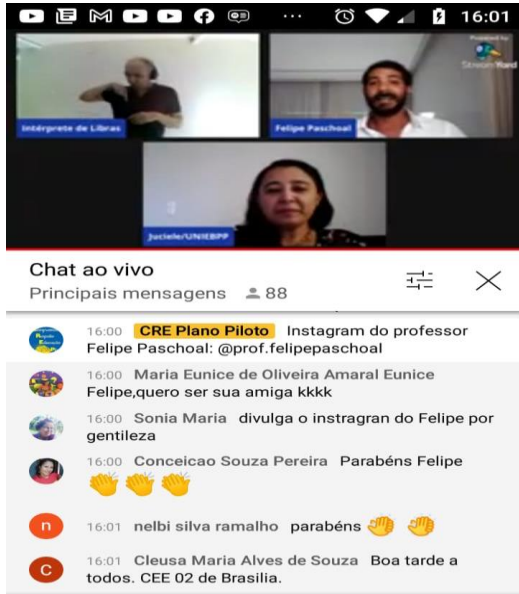 16:01
Powered by
StreamYard
Intérprete de Libras
Felipe Paschoal
Juciele/UNIEBPP
Chat ao vivo
Principais mensagens 88
16:00 CRE Plano Piloto Instagram do professor
Felipe Paschoal: @prof.felipepaschoal
16:00 Maria Eunice de Oliveira Amaral Eunice
Felipe,quero ser sua amiga kkkk
16:00 Sonia Maria divulga o instragran do Felipe por
gentileza
16:00 Conceicao Souza Pereira Parabéns Felipe
👏👏👏
n
16:01 nelbi silva ramalho parabéns 👏 👏
C
16:01 Cleusa Maria Alves de Souza Boa tarde a
todos. CEE 02 de Brasilia.